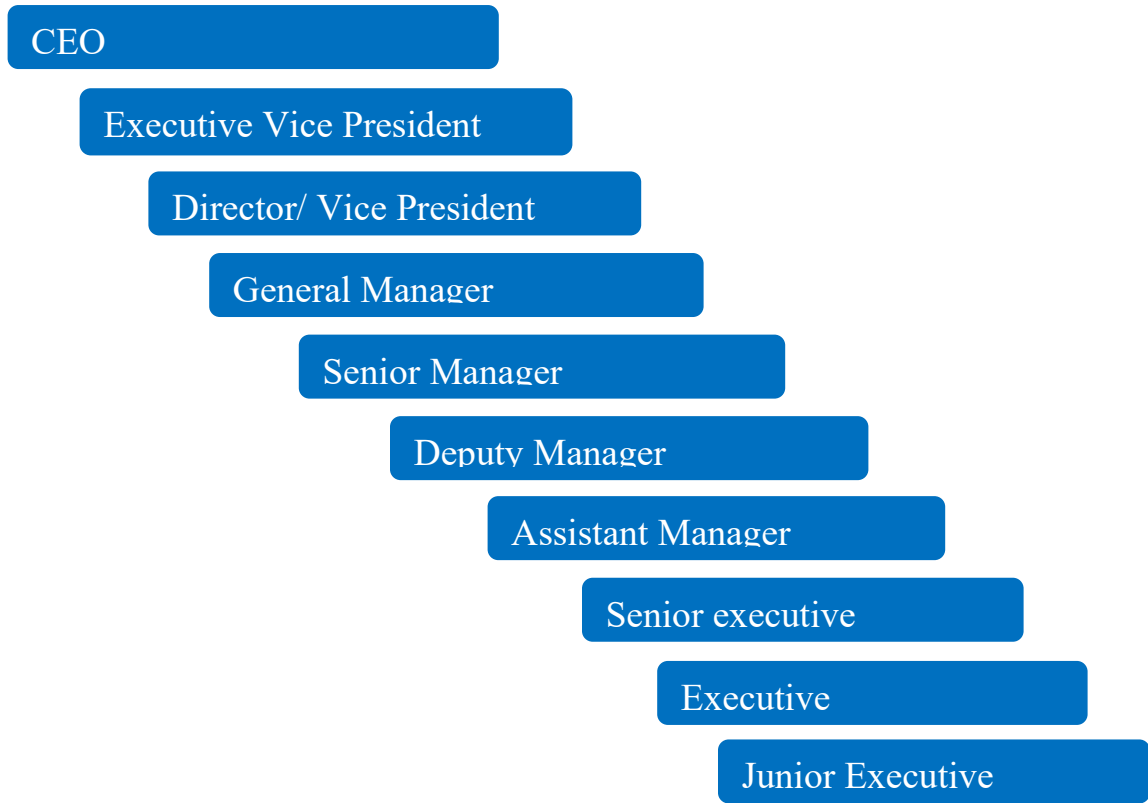 CEO
Executive Vice President
Director/ Vice President
General Manager
Senior Manager
Deputy Manager
Assistant Manager
Senior executive
Executive
Junior Executive